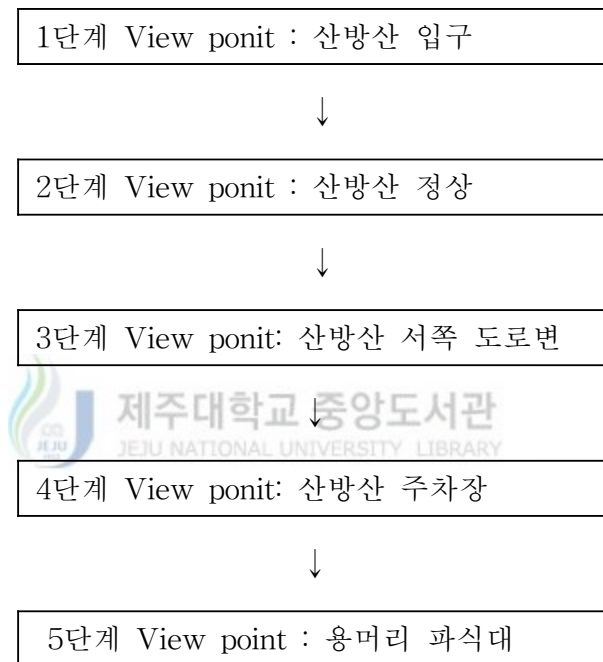 1단계 View ponit : 산방산 입구
↓
2단계 View ponit : 산방산 정상
↓
3단계 View ponit: 산방산 서쪽 도로변
↓
제주대학교 중앙도서관
JEJU NATIONAL UNIVERSITY LIBRARY
4단계 View ponit: 산방산 주차장
↓
5단계 View point : 용머리 파식대